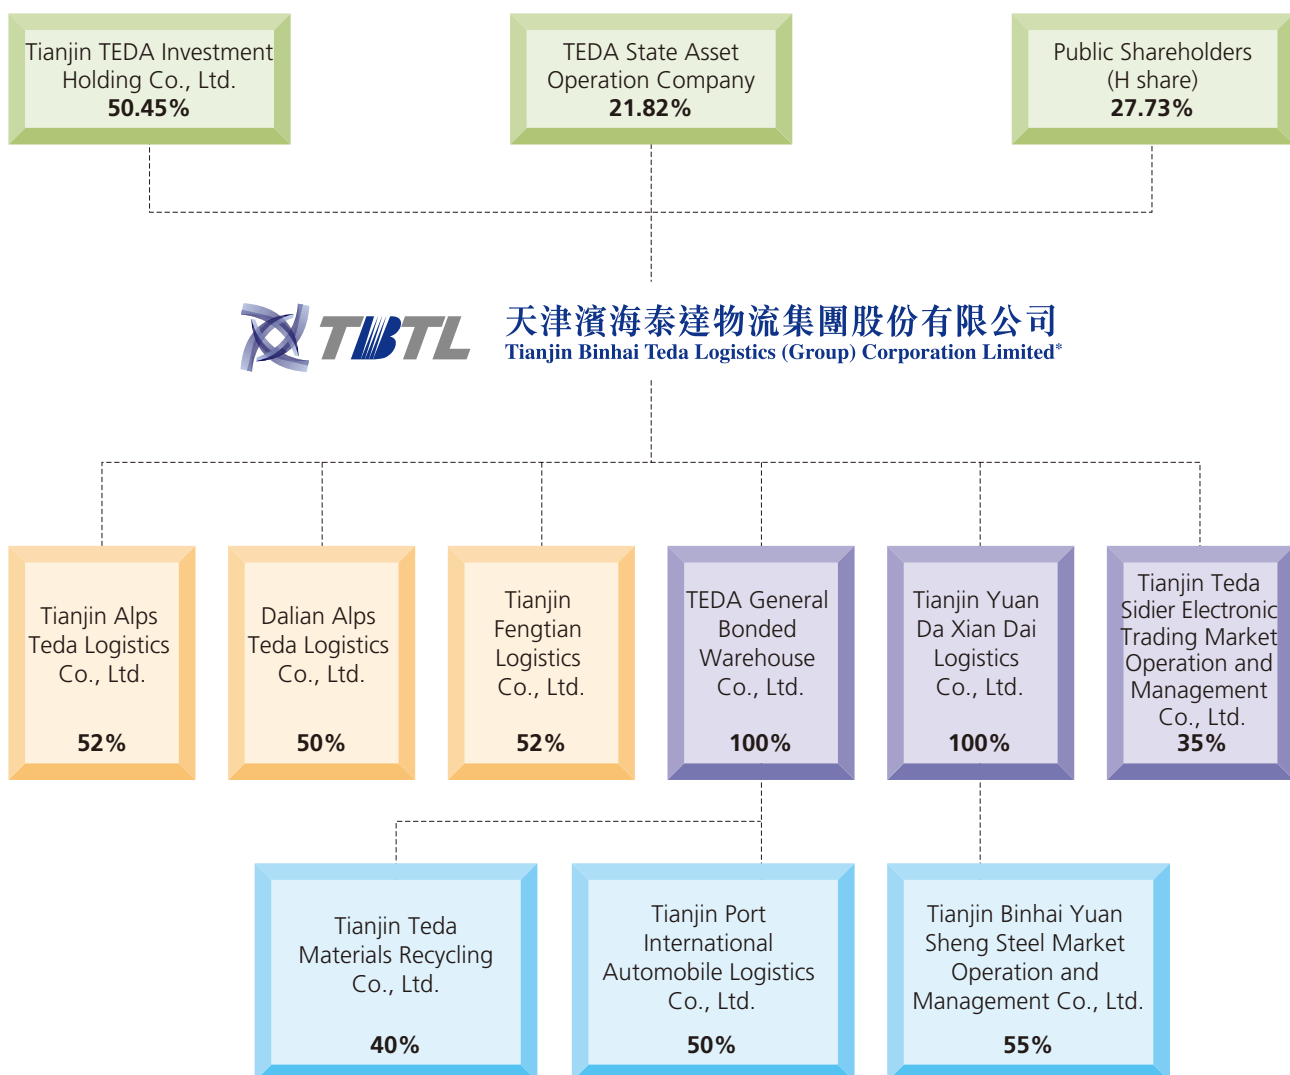 Tianjin TEDA Investment
Holding Co., Ltd.
50.45%
TEDA State Asset
Operation Company
21.82%
Public Shareholders
(H share)
27.73%
TBTL
天津濱海泰達物流集團股份有限公司
Tianjin Binhai Teda Logistics (Group) Corporation Limited*
Tianjin Alps
Teda Logistics
Co., Ltd.
52%
Dalian Alps
Teda Logistics
Co., Ltd.
50%
Tianjin
Fengtian
Logistics
Co., Ltd.
52%
TEDA General
Bonded
Warehouse
Co., Ltd.
100%
Tianjin Yuan
Da Xian Dai
Logistics
Co., Ltd.
100%
Tianjin Teda
Sidier Electronic
Trading Market
Operation and
Management
Co., Ltd.
35%
Tianjin Teda
Materials Recycling
Co., Ltd.
40%
Tianjin Port
International
Automobile Logistics
Co., Ltd.
50%
Tianjin Binhai Yuan
Sheng Steel Market
Operation and
Management Co., Ltd.
55%